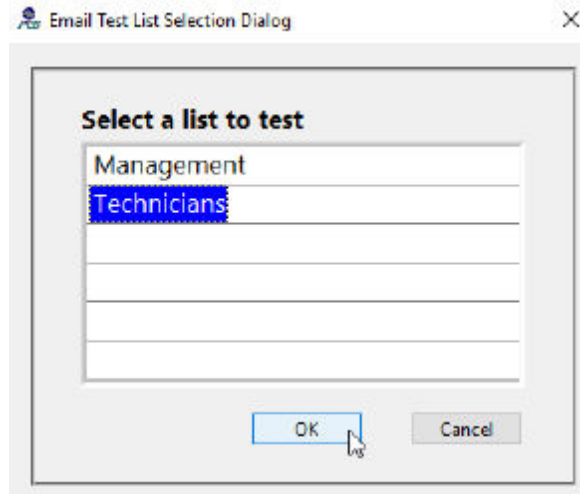 Email Test List Selection Dialog
Select a list to test
Management
Technicians
OK Cancel